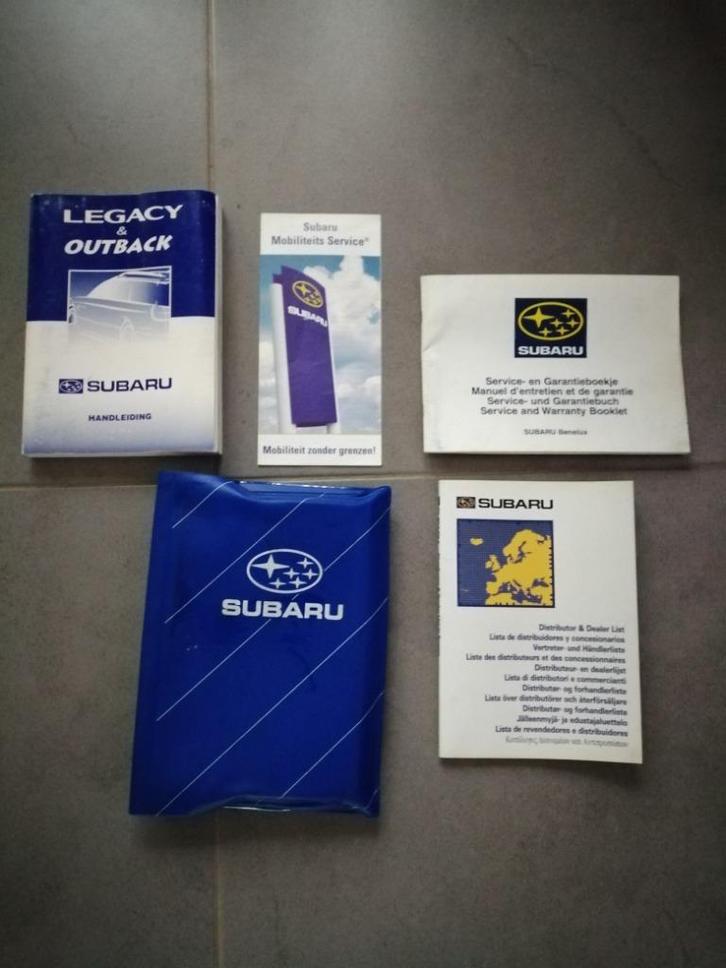 LEGACY
&
OUTBACK
SUBARU
HANDLEIDING
Subaru
Mobiliteits Service®
SUBARU
Mobiliteit zonder grenzen!
SUBARU
Service- en Garantieboekje
Manuel d'entretien et de garantie
Service- und Garantiebuch
Service and Warranty Booklet
SUBARU Benelux
SUBARU
SUBARU
Distributor & Dealer List
Lista de distribuidores y concesionarios
Vertreter- und Händlerliste
Liste des distributeurs et des concessionnaires
Distributeur- en dealerlijst
Lista di distributori e commercianti
Distributør- og forhandlerliste
Lista över distributörer och återförsäljare
Distributør- og forhandlerliste
Jälleenmyjä- ja edustajaluettelo
Lista de revendedores e distribuidores